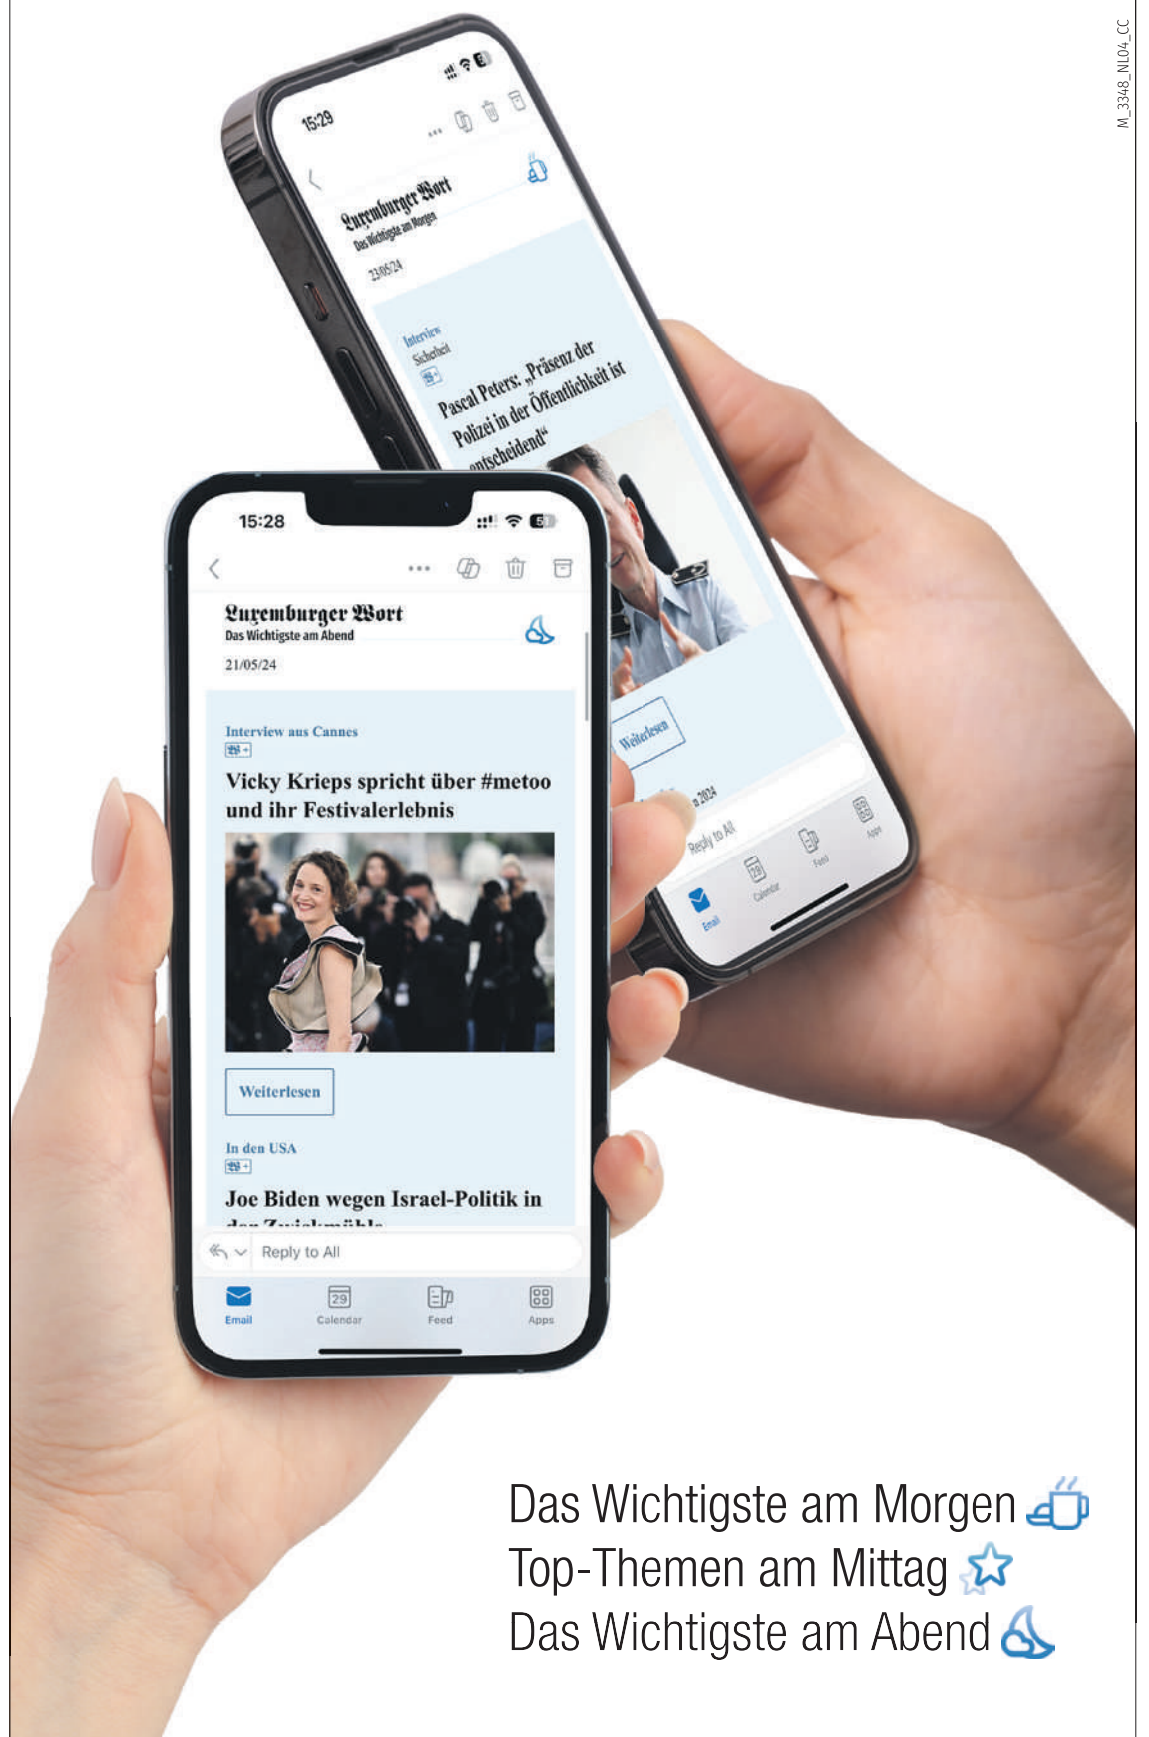 M_3348_NL04_CC
15:29
Luxemburger Wort
Das Wichtigste am Morgen
23/05/24
Interview
Sicherheit
Pascal Peters: „Präsenz der
Polizei in der Öffentlichkeit ist
entscheidend“
Weiterlesen
n 2024
Reply to All
Email
Calendar
Feed
Apps
15:28
Luxemburger Wort
Das Wichtigste am Abend
21/05/24
Interview aus Cannes
W+
Vicky Krieps spricht über #metoo
und ihr Festivalerlebnis
Weiterlesen
In den USA
W+
Joe Biden wegen Israel-Politik in
der Zwickmühle
Reply to All
29
Email
Calendar
Feed
Apps
Das Wichtigste am Morgen
Top-Themen am Mittag
Das Wichtigste am Abend